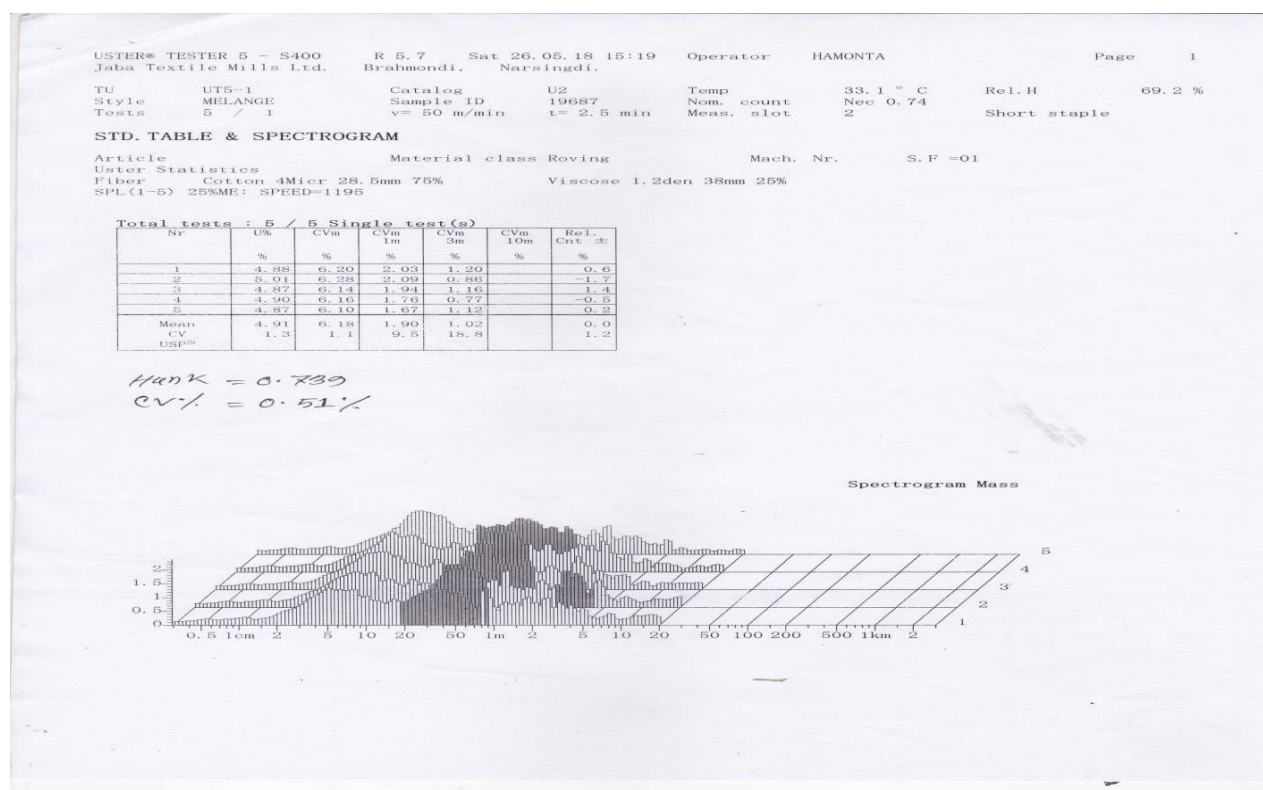 USTER® TESTER 5 - S400 R 5.7 Sat 26.05.18 15:19 Operator HAMONTA Page 1
Jaba Textile Mills Ltd. Brahmondi, Narsingdi.
TU UT5-1 Catalog U2 Temp 33.1 ° C Rel.H 69.2 %
Style MELANGE Sample ID 19687 Nom. count Nec 0.74
Tests 5 / 1 v= 50 m/min t= 2.5 min Meas. slot 2 Short staple
STD. TABLE & SPECTROGRAM
Article Material class Roving Mach. Nr. S.F =01
Uster Statistics
Fiber Cotton 4Micr 28.5mm 75% Viscose 1.2den 38mm 25%
SPL(1-5) 25%ME: SPEED=1195
Total tests : 5 / 5 Single test(s)
Nr U% CVm CVm CVm CVm Rel.
1m 3m 10m Cnt ±
% % % % % %
1 4.88 6.20 2.03 1.20 0.6
2 5.01 6.28 2.09 0.86 -1.7
3 4.87 6.14 1.94 1.16 1.4
4 4.90 6.16 1.76 0.77 -0.5
5 4.87 6.10 1.67 1.12 0.2
Mean 4.91 6.18 1.90 1.02 0.0
CV 1.3 1.1 9.5 18.8 1.2
USP™
Hank = 0.739
CV% = 0.51%
Spectrogram Mass
5
4
3
2
1
2
1.5
1
0.5
0
0.5 1cm 2 5 10 20 50 1m 2 5 10 20 50 100 200 500 1km 2